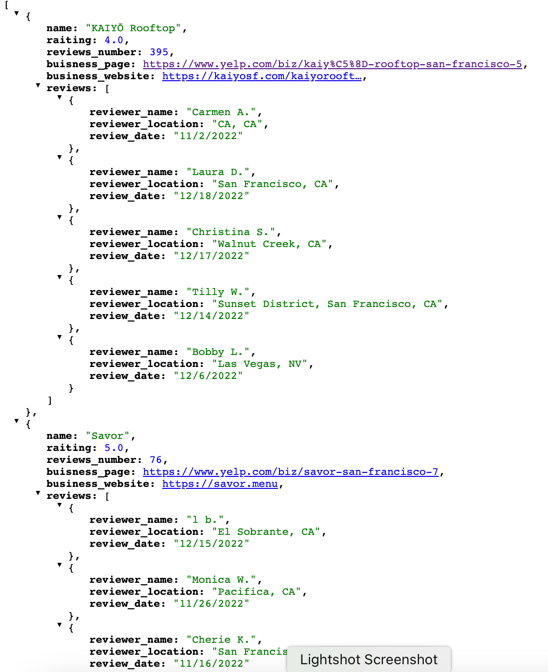 [
{
name: "KAIYŌ Rooftop",
raiting: 4.0,
reviews_number: 395,
buisness_page: https://www.yelp.com/biz/kaiy%C5%8D-rooftop-san-francisco-5,
business_website: https://kaiyosf.com/kaiyorooft…,
reviews: [
{
reviewer_name: "Carmen A.",
reviewer_location: "CA, CA",
review_date: "11/2/2022"
},
{
reviewer_name: "Laura D.",
reviewer_location: "San Francisco, CA",
review_date: "12/18/2022"
},
{
reviewer_name: "Christina S.",
reviewer_location: "Walnut Creek, CA",
review_date: "12/17/2022"
},
{
reviewer_name: "Tilly W.",
reviewer_location: "Sunset District, San Francisco, CA",
review_date: "12/14/2022"
},
{
reviewer_name: "Bobby L.",
reviewer_location: "Las Vegas, NV",
review_date: "12/6/2022"
}
]
},
{
name: "Savor",
raiting: 5.0,
reviews_number: 76,
buisness_page: https://www.yelp.com/biz/savor-san-francisco-7,
business_website: https://savor.menu,
reviews: [
{
reviewer_name: "l b.",
reviewer_location: "El Sobrante, CA",
review_date: "12/15/2022"
},
{
reviewer_name: "Monica W.",
reviewer_location: "Pacifica, CA",
review_date: "11/26/2022"
},
{
reviewer_name: "Cherie K.",
reviewer_location: "San Francis
review_date: "11/16/2022"
Lightshot Screenshot